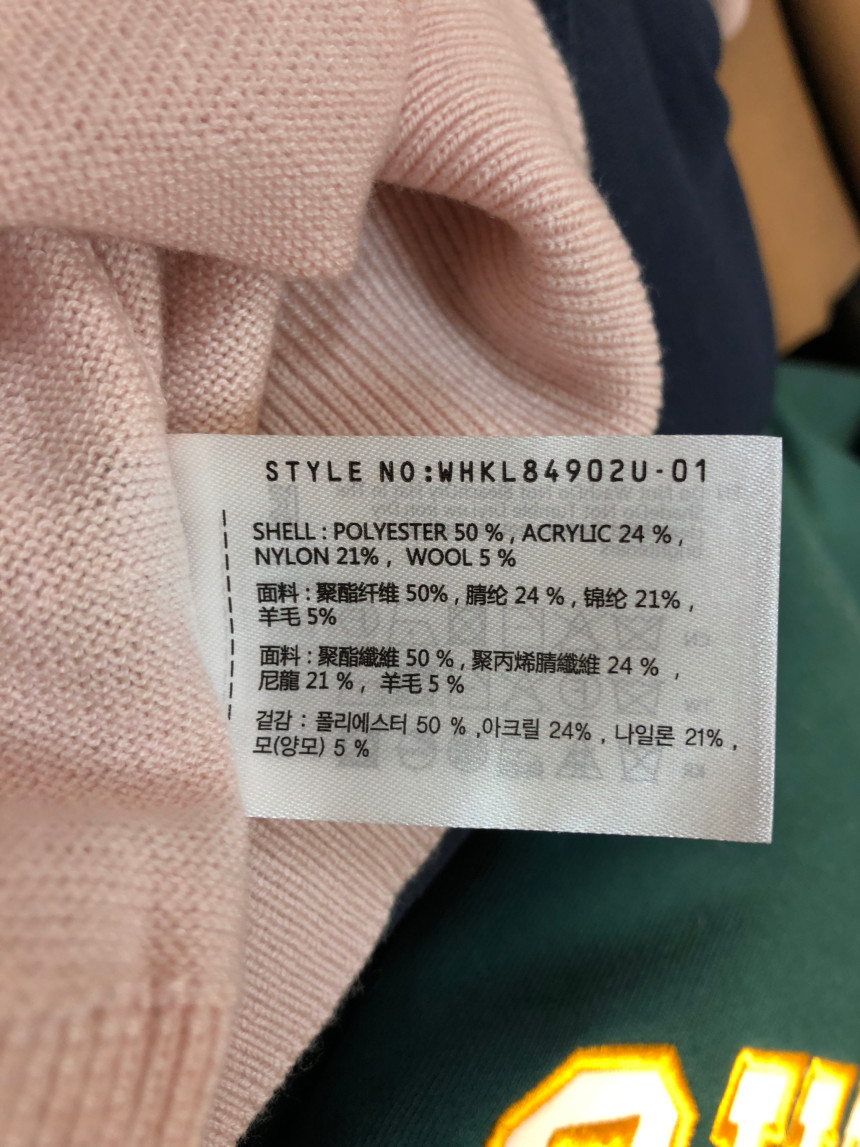 STYLE NO:WHKL84902U-01
SHELL : POLYESTER 50 % , ACRYLIC 24 % ,
NYLON 21% , WOOL 5 %
面料 : 聚酯纤维 50% , 腈纶 24 % , 锦纶 21% ,
羊毛 5%
面料 : 聚酯纖維 50 % , 聚丙烯腈纖維 24 % ,
尼龍 21 % , 羊毛 5 %
겉감 : 폴리에스터 50 % ,아크릴 24% , 나일론 21% ,
모(양모) 5 %